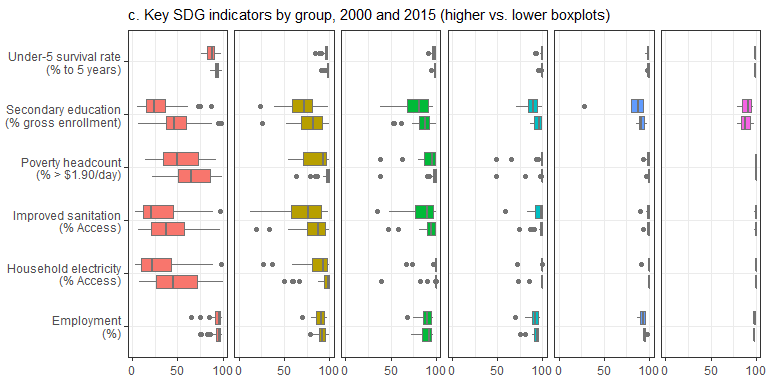 c. Key SDG indicators by group, 2000 and 2015 (higher vs. lower boxplots)
Under-5 survival rate
(% to 5 years)
Secondary education
(% gross enrollment)
Poverty headcount
(% > $1.90/day)
Improved sanitation
(% Access)
Household electricity
(% Access)
Employment
(%)
0 50 100 0 50 100 0 50 100 0 50 100 0 50 100 0 50 100